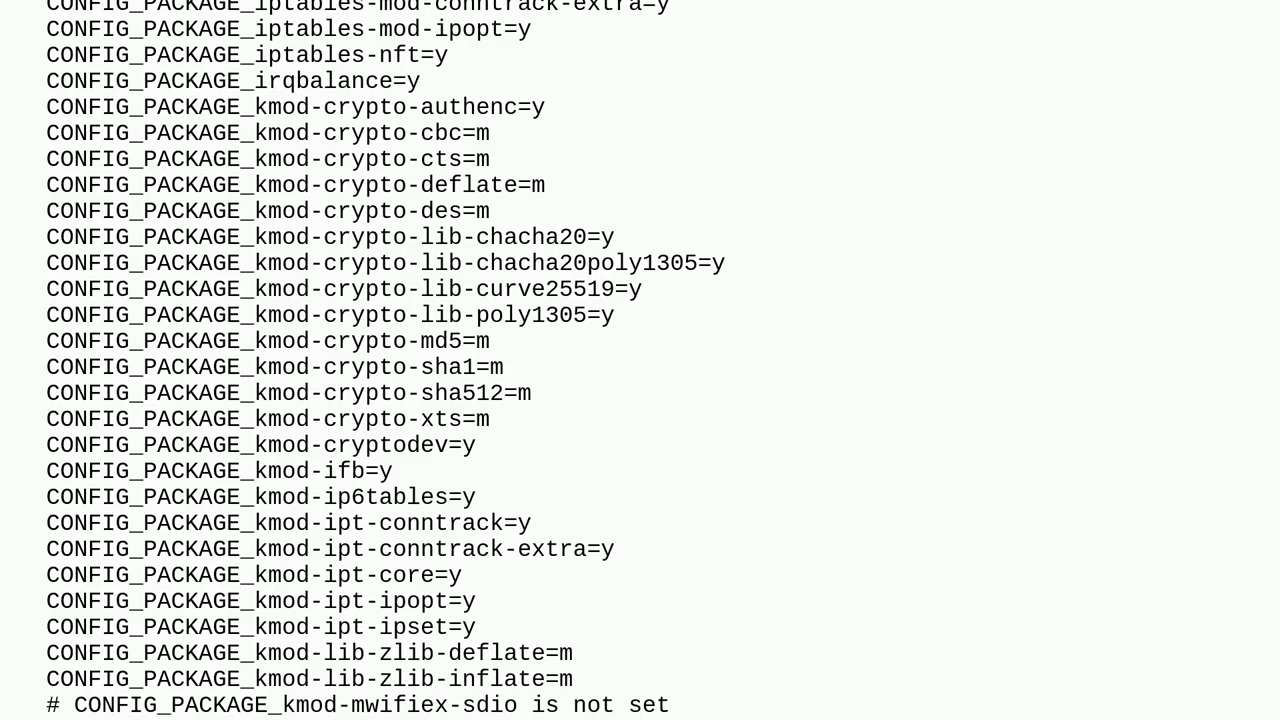 CONFIG_PACKAGE_iptables-mod-conntrack-extra=y
CONFIG_PACKAGE_iptables-mod-ipopt=y
CONFIG_PACKAGE_iptables-nft=y
CONFIG_PACKAGE_irqbalance=y
CONFIG_PACKAGE_kmod-crypto-authenc=y
CONFIG_PACKAGE_kmod-crypto-cbc=m
CONFIG_PACKAGE_kmod-crypto-cts=m
CONFIG_PACKAGE_kmod-crypto-deflate=m
CONFIG_PACKAGE_kmod-crypto-des=m
CONFIG_PACKAGE_kmod-crypto-lib-chacha20=y
CONFIG_PACKAGE_kmod-crypto-lib-chacha20poly1305=y
CONFIG_PACKAGE_kmod-crypto-lib-curve25519=y
CONFIG_PACKAGE_kmod-crypto-lib-poly1305=y
CONFIG_PACKAGE_kmod-crypto-md5=m
CONFIG_PACKAGE_kmod-crypto-sha1=m
CONFIG_PACKAGE_kmod-crypto-sha512=m
CONFIG_PACKAGE_kmod-crypto-xts=m
CONFIG_PACKAGE_kmod-cryptodev=y
CONFIG_PACKAGE_kmod-ifb=y
CONFIG_PACKAGE_kmod-ip6tables=y
CONFIG_PACKAGE_kmod-ipt-conntrack=y
CONFIG_PACKAGE_kmod-ipt-conntrack-extra=y
CONFIG_PACKAGE_kmod-ipt-core=y
CONFIG_PACKAGE_kmod-ipt-ipopt=y
CONFIG_PACKAGE_kmod-ipt-ipset=y
CONFIG_PACKAGE_kmod-lib-zlib-deflate=m
CONFIG_PACKAGE_kmod-lib-zlib-inflate=m
# CONFIG_PACKAGE_kmod-mwifiex-sdio is not set